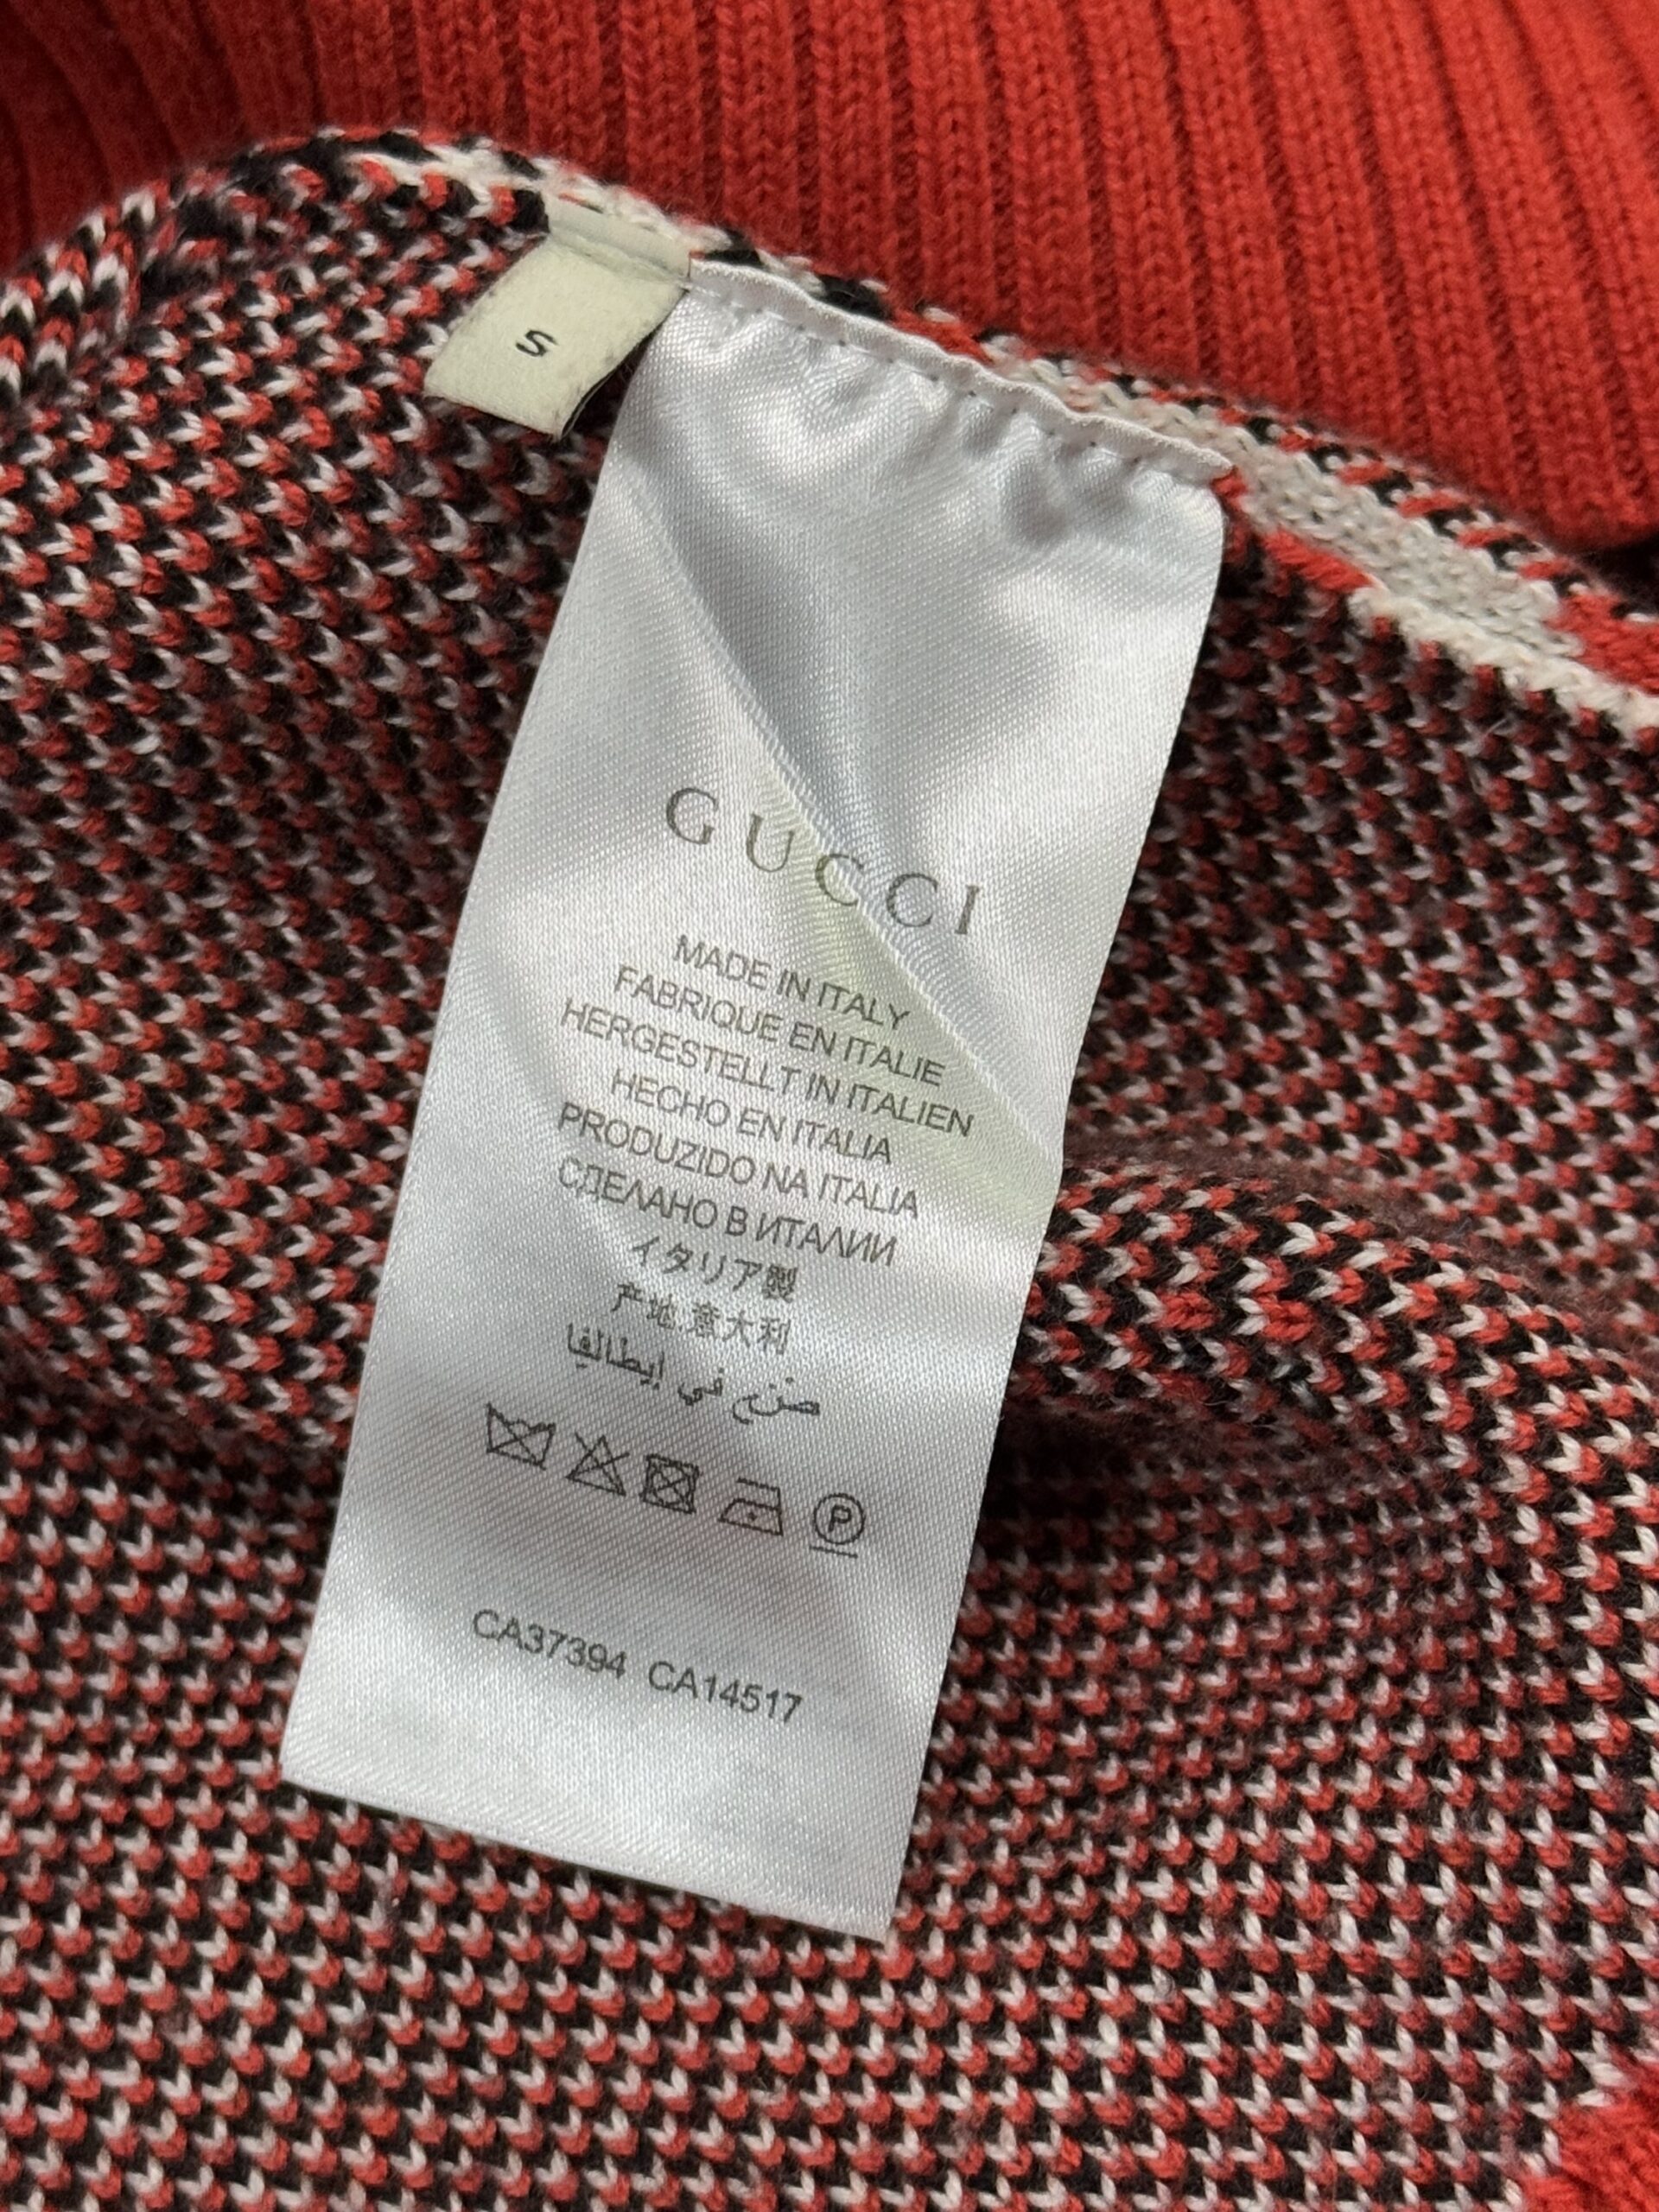 S
GUCCI
MADE IN ITALY
FABRIQUE EN ITALIE
HERGESTELLT IN ITALIEN
HECHO EN ITALIA
PRODUZIDO NA ITALIA
СДЕЛАНО В ИТАЛИИ
イタリア製
产地.意大利
صنع في إيطاليا
P
CA37394 CA14517